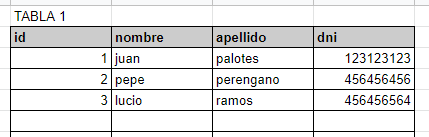 TABLA 1
id nombre apellido dni
1 juan palotes 123123123
2 pepe perengano 456456456
3 lucio ramos 456456564